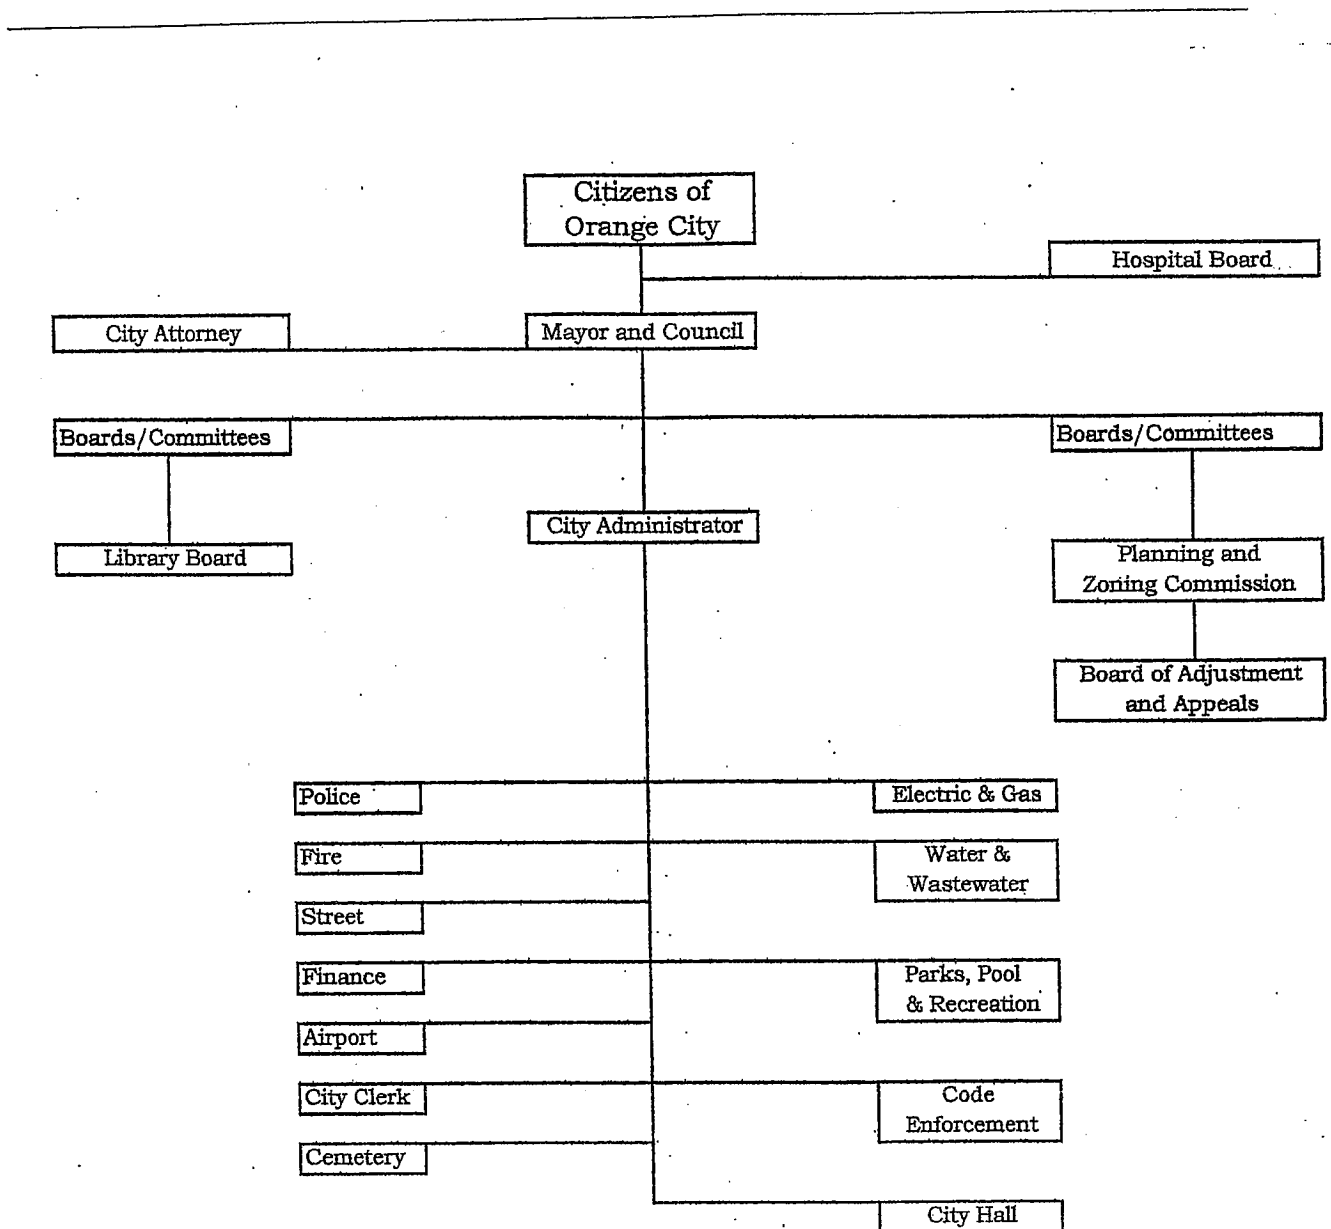 Citizens of
Orange City
Hospital Board
City Attorney
Mayor and Council
Boards/Committees
Boards/Committees
City Administrator
Library Board
Planning and
Zoning Commission
Board of Adjustment
and Appeals
Police
Electric & Gas
Fire
Water &
Wastewater
Street
Finance
Parks, Pool
& Recreation
Airport
City Clerk
Code
Enforcement
Cemetery
City Hall